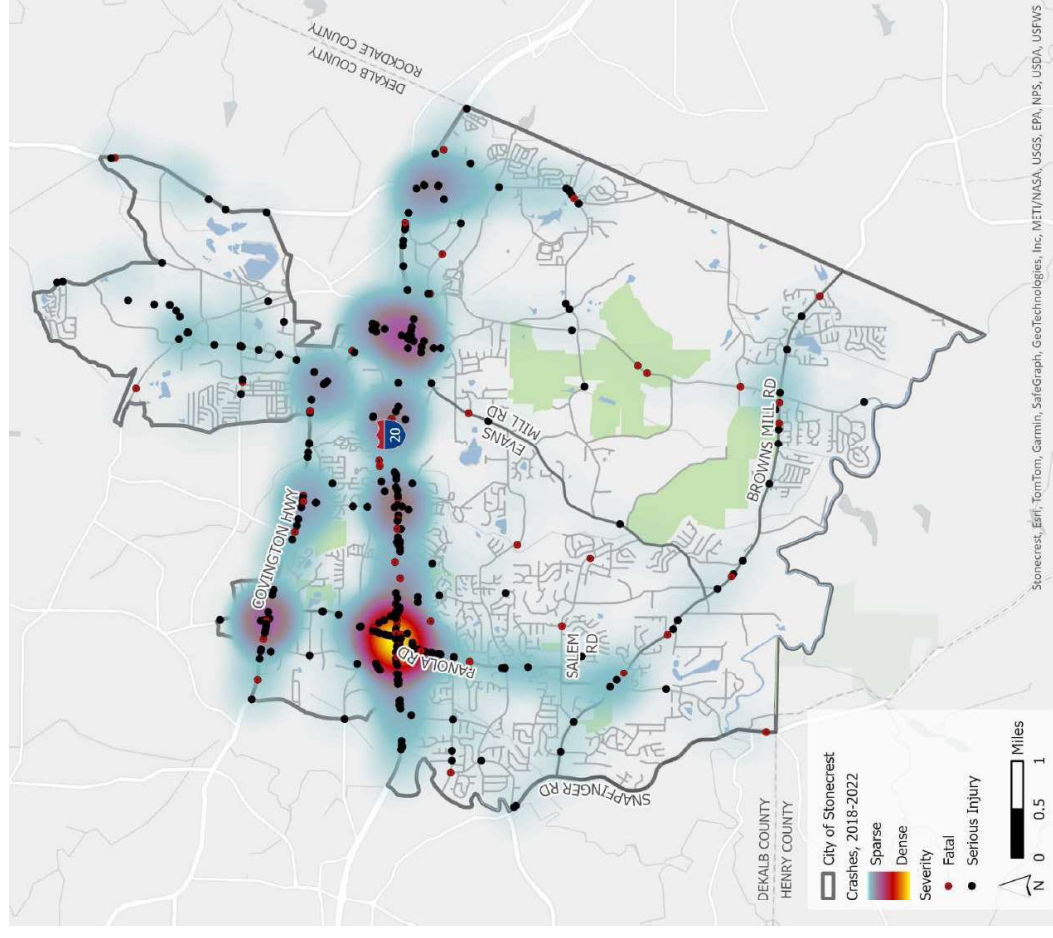 DEKALB COUNTY
ROCKDALE COUNTY
COVINGTON HWY
20
PANOLA RD
EVANS
MILL RD
SALEM
RD
BROWNS MILL RD
SNAPFINGER RD
DEKALB COUNTY
HENRY COUNTY
City of Stonecrest
Crashes, 2018-2022
Sparse
Dense
Severity
Fatal
Serious Injury
N
0
0.5
1
Miles
Stonecrest, Esri, TomTom, Garmin, SafeGraph, GeoTechnologies, Inc, METI/NASA, USGS, EPA, NPS, USDA, USFWS